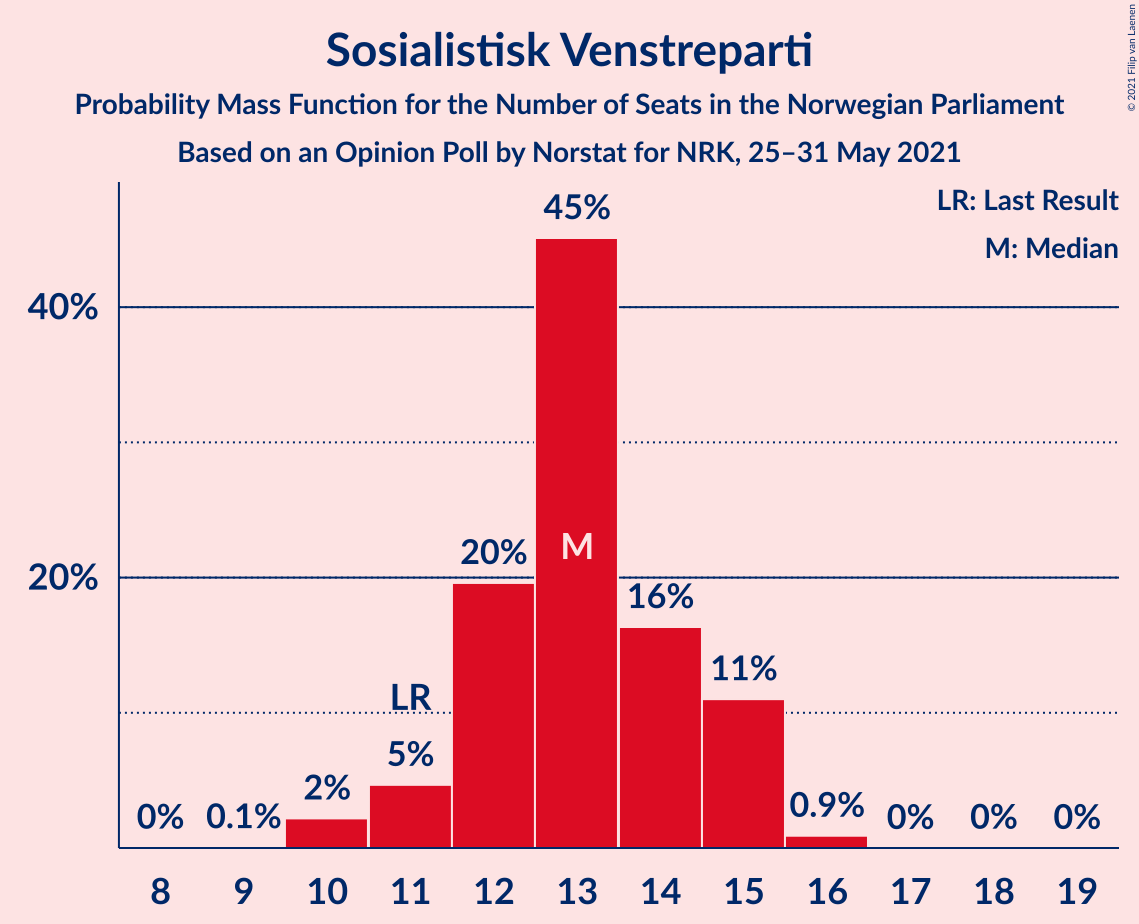 Sosialistisk Venstreparti
Probability Mass Function for the Number of Seats in the Norwegian Parliament
Based on an Opinion Poll by Norstat for NRK, 25–31 May 2021
© 2021 Filip van Laenen
LR: Last Result
M: Median
45%
40%
M
20%
20%
16%
11%
LR
5%
2%
0%
0.1%
0.9%
0%
0%
0%
8 9 10 11 12 13 14 15 16 17 18 19